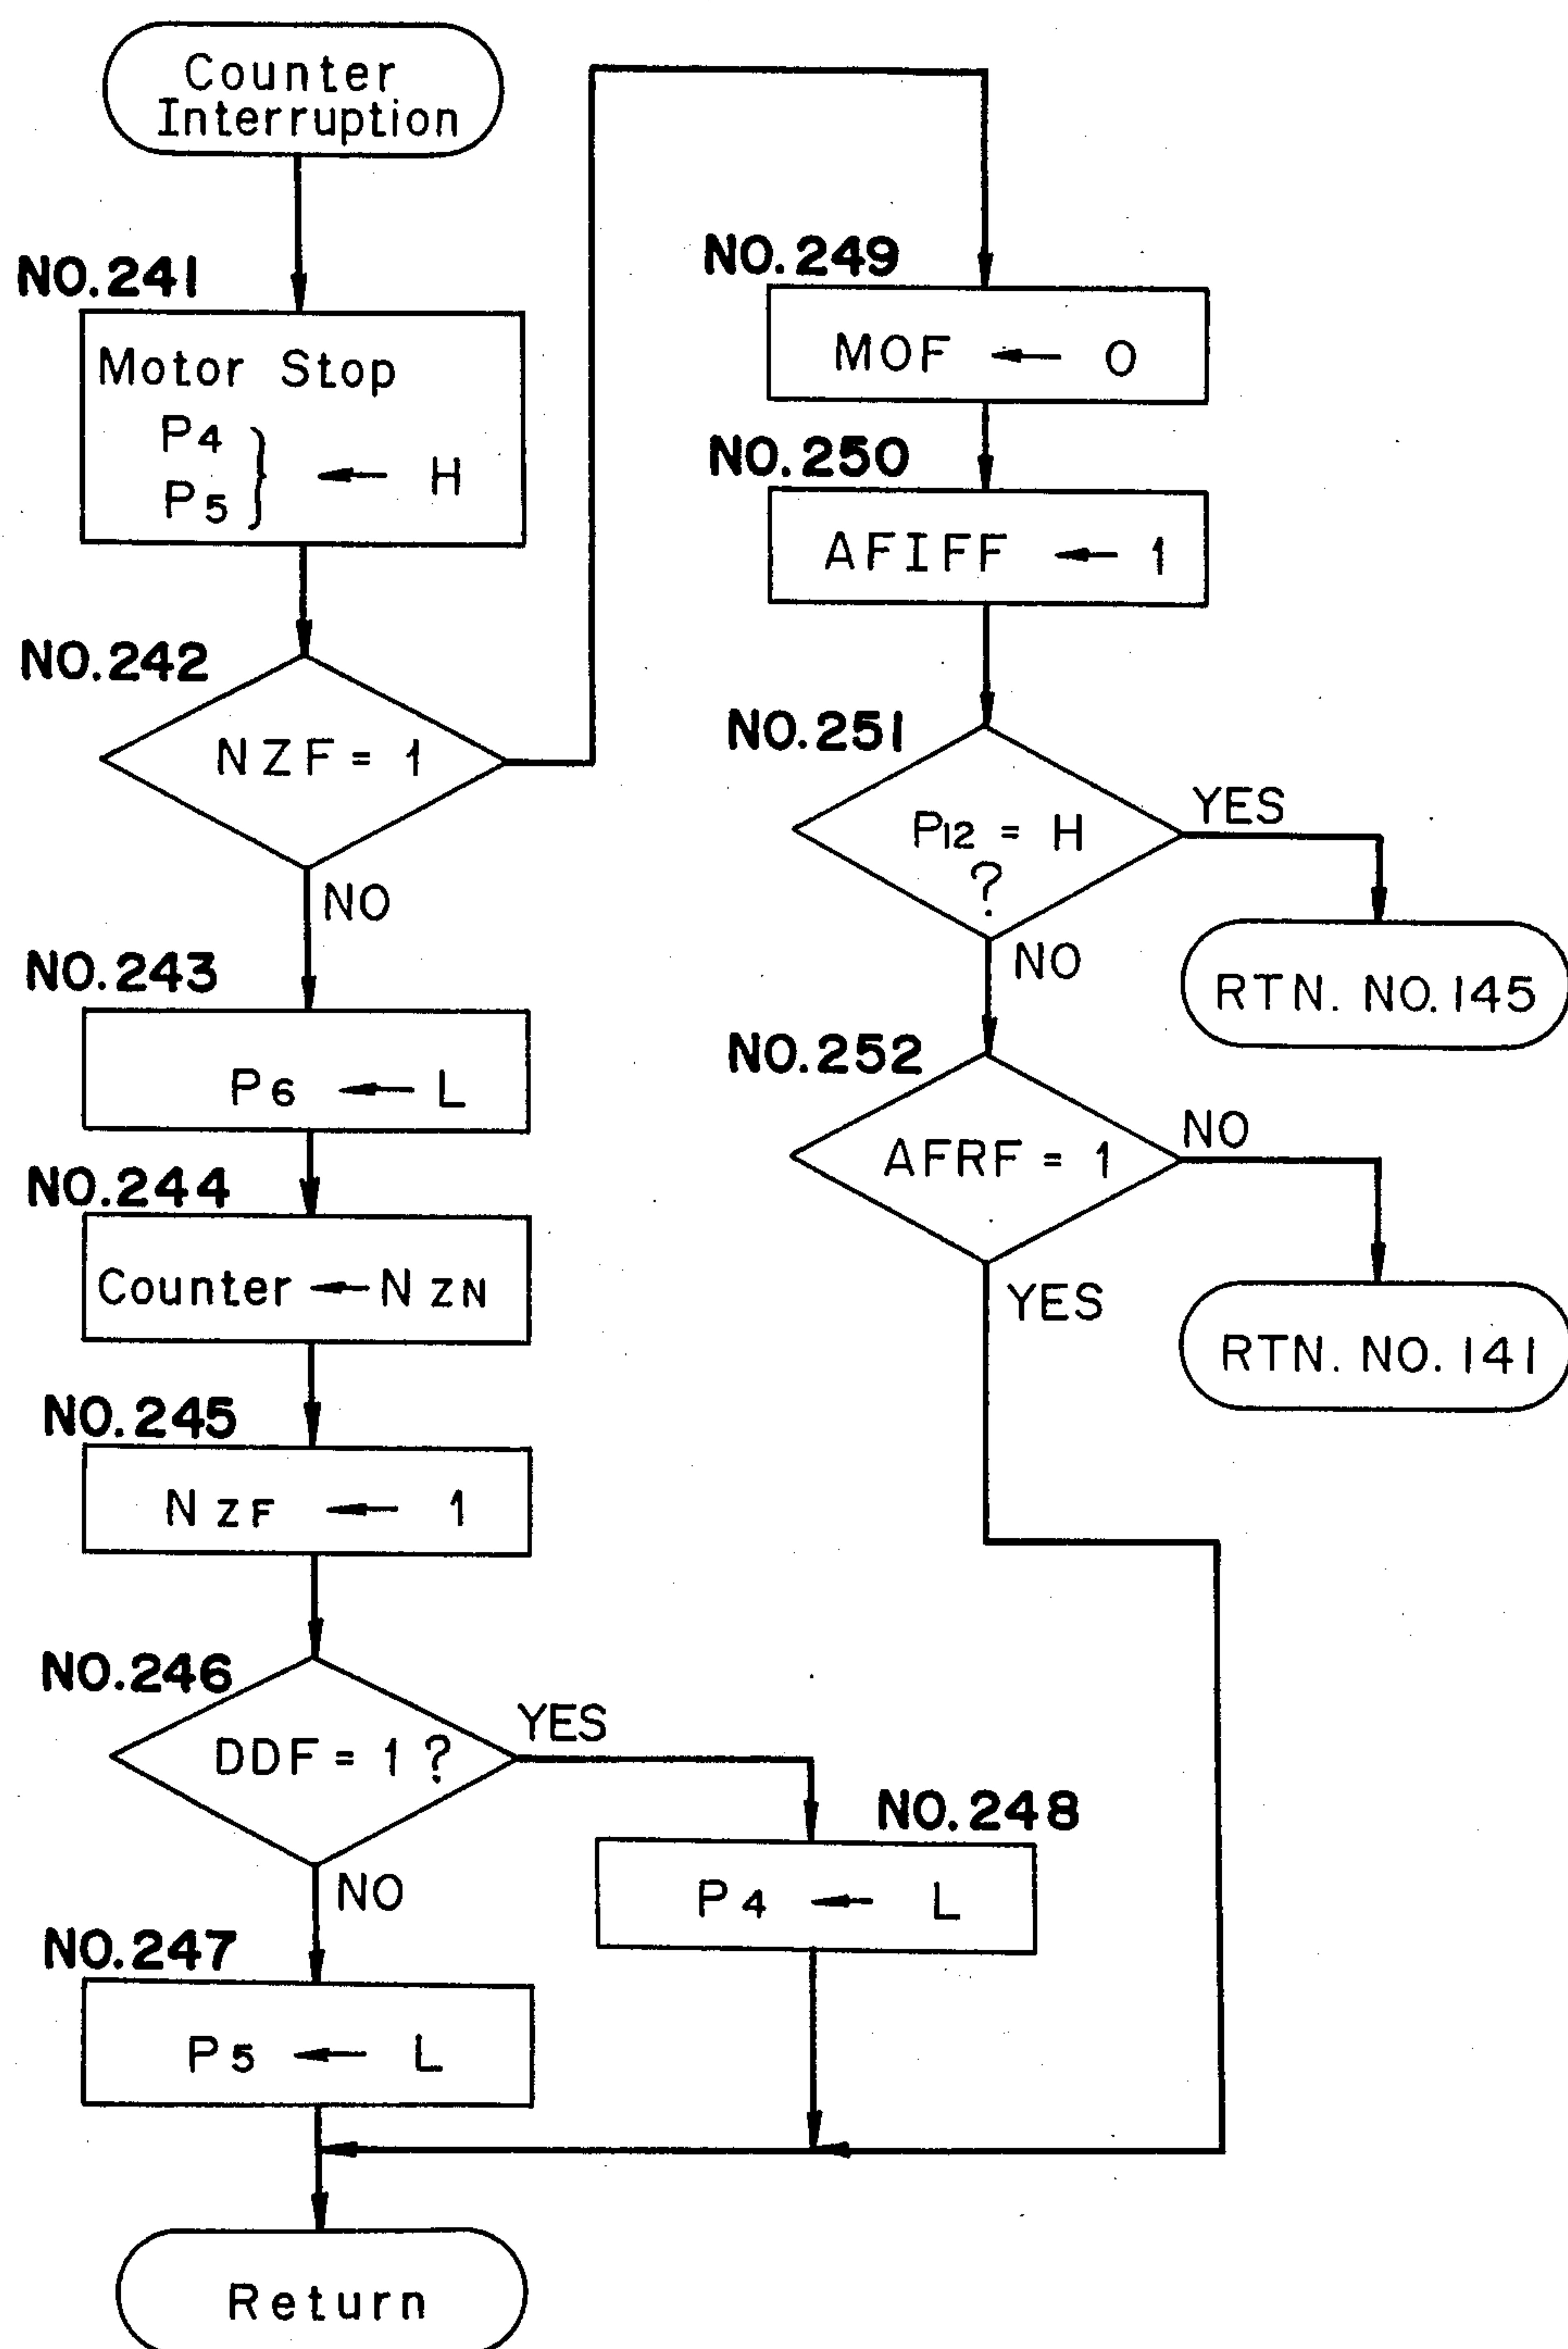 Counter
Interruption
NO.241
Motor Stop
P4
P5 } ← H
NO.242
NZF = 1
NO
NO.243
P6 ← L
NO.244
Counter ← NZN
NO.245
NZF ← 1
NO.246
DDF = 1 ?
YES
NO
NO.247
P5 ← L
NO.248
P4 ← L
Return
NO.249
MOF ← 0
NO.250
AFIFF ← 1
NO.251
P12 = H
?
YES
RTN. NO.145
NO
NO.252
AFRF = 1
NO
RTN. NO. 141
YES